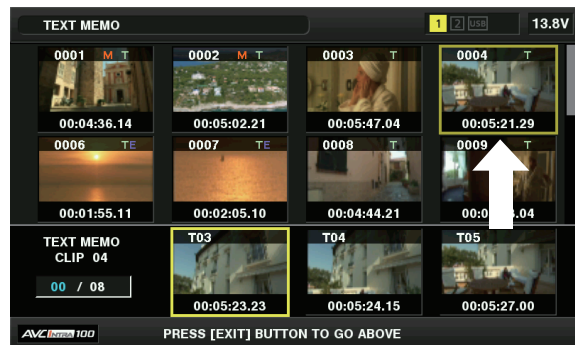 TEXT MEMO 1 2 USB 13.8V
0001 M T 0002 M T 0003 T 0004 T
00:04:36.14 00:05:02.21 00:05:47.04 00:05:21.29
0006 TE 0007 TE 0008 T 0009 T
00:01:55.11 00:02:05.10 00:04:44.21
TEXT MEMO T03 T04 T05
CLIP 04
00 / 08
00:05:23.23 00:05:24.15 00:05:27.00
AVC INTRA 100 PRESS [EXIT] BUTTON TO GO ABOVE